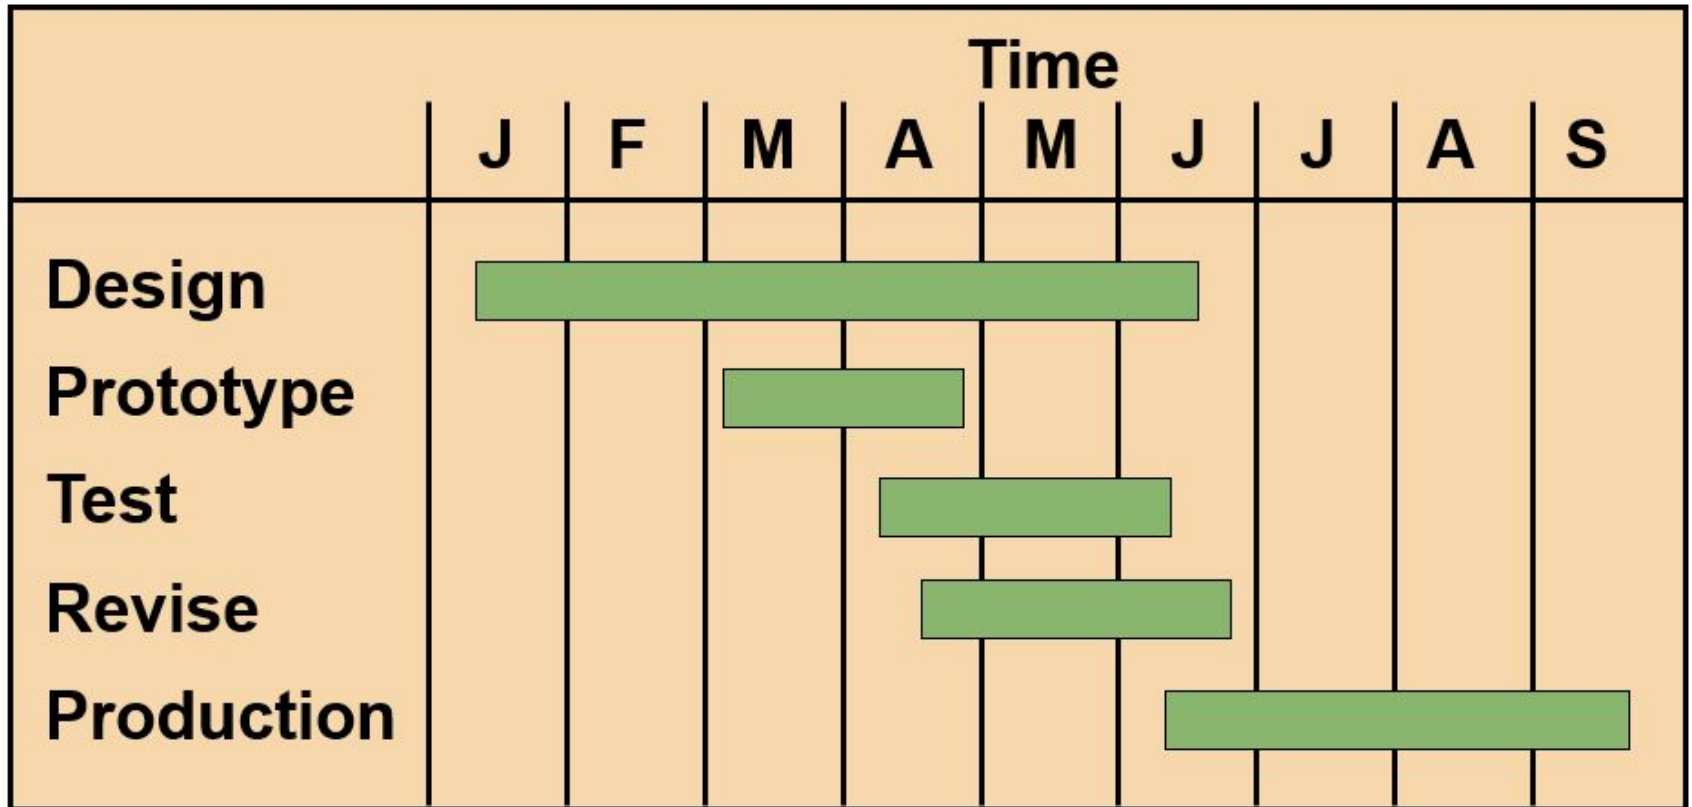 Time
J F M A M J J A S
Design
Prototype
Test
Revise
Production